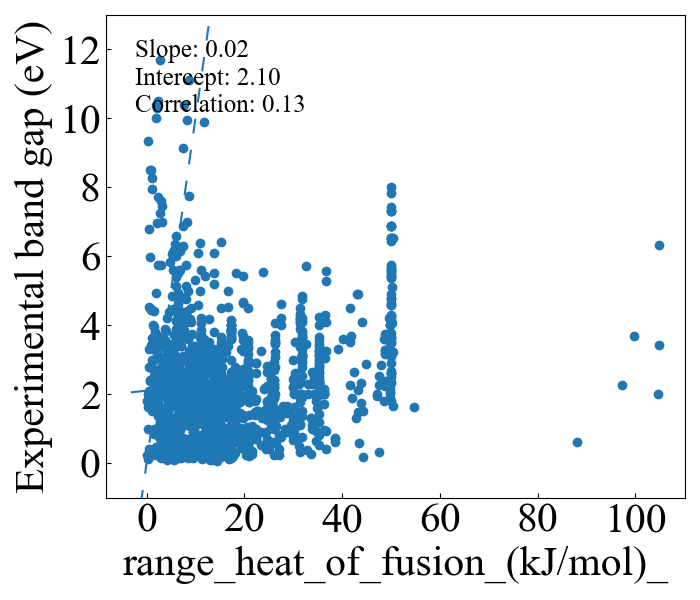 Experimental band gap (eV)
12
10
8
6
4
2
0
Slope: 0.02
Intercept: 2.10
Correlation: 0.13
0 20 40 60 80 100
range_heat_of_fusion_(kJ/mol)_